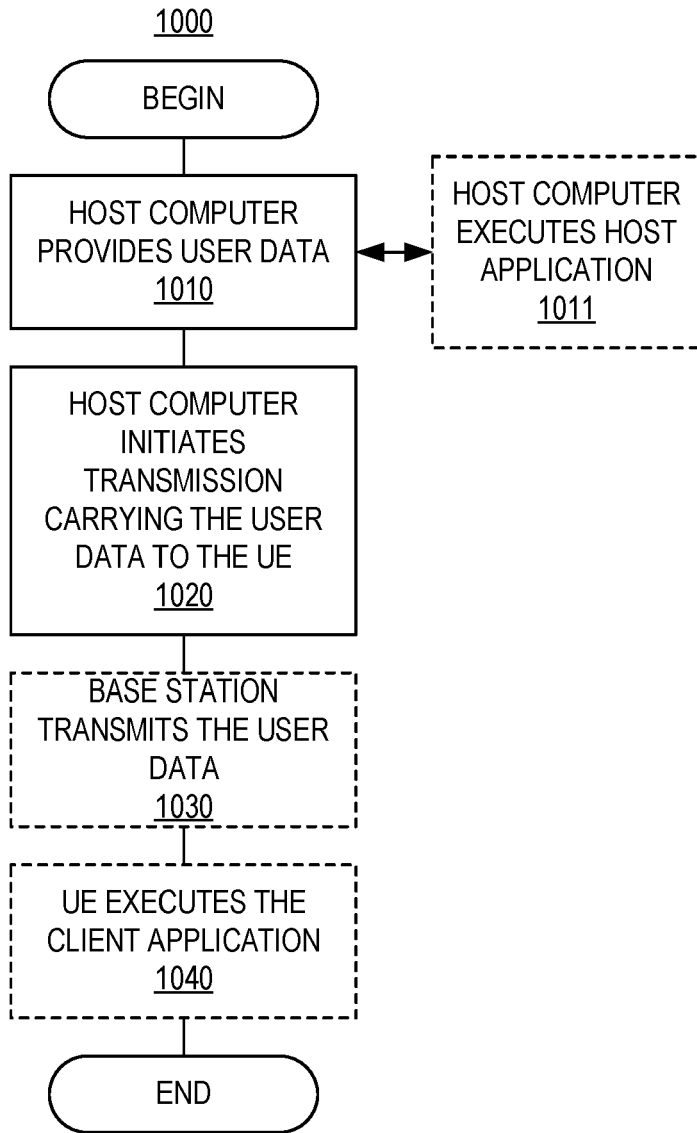 1000
BEGIN
HOST COMPUTER
PROVIDES USER DATA
1010
HOST COMPUTER
EXECUTES HOST
APPLICATION
1011
HOST COMPUTER
INITIATES
TRANSMISSION
CARRYING THE USER
DATA TO THE UE
1020
BASE STATION
TRANSMITS THE USER
DATA
1030
UE EXECUTES THE
CLIENT APPLICATION
1040
END